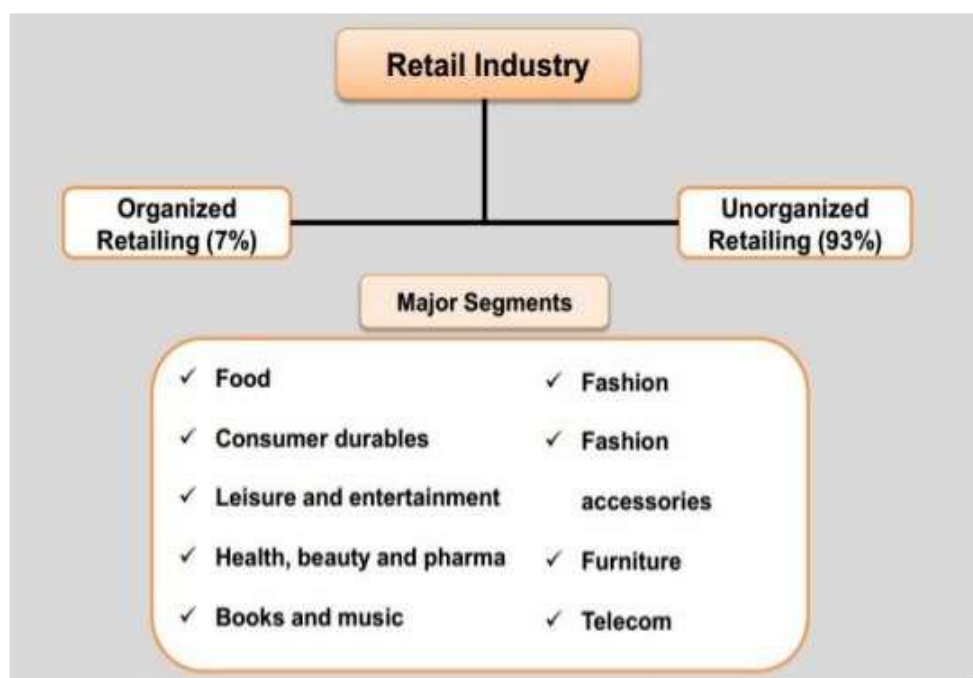 Retail Industry
Organized
Retailing (7%)
Unorganized
Retailing (93%)
Major Segments
✓ Food
✓ Consumer durables
✓ Leisure and entertainment
✓ Health, beauty and pharma
✓ Books and music
✓ Fashion
✓ Fashion
accessories
✓ Furniture
✓ Telecom